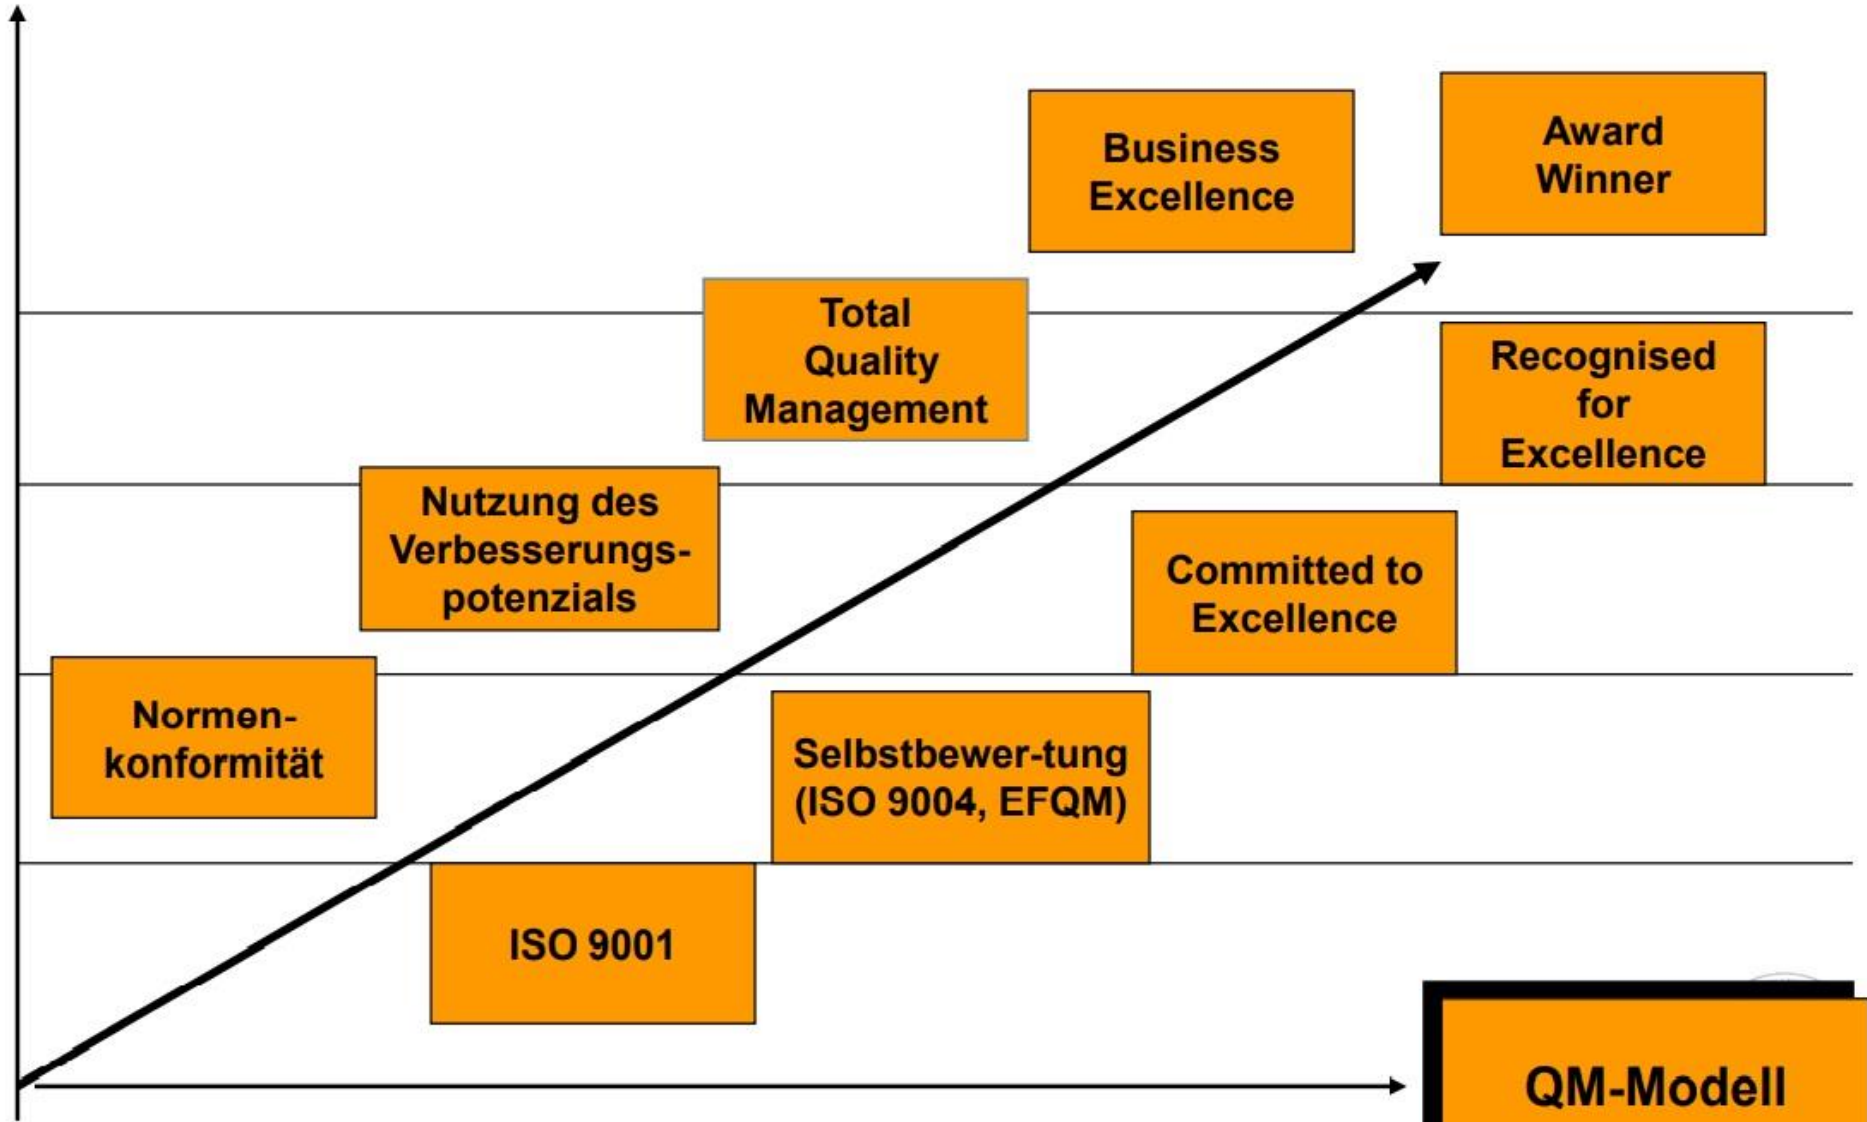 Business
Excellence
Award
Winner
Total
Quality
Management
Recognised
for
Excellence
Nutzung des
Verbesserungs-
potenzials
Committed to
Excellence
Normen-
konformität
Selbstbewer-tung
(ISO 9004, EFQM)
ISO 9001
QM-Modell